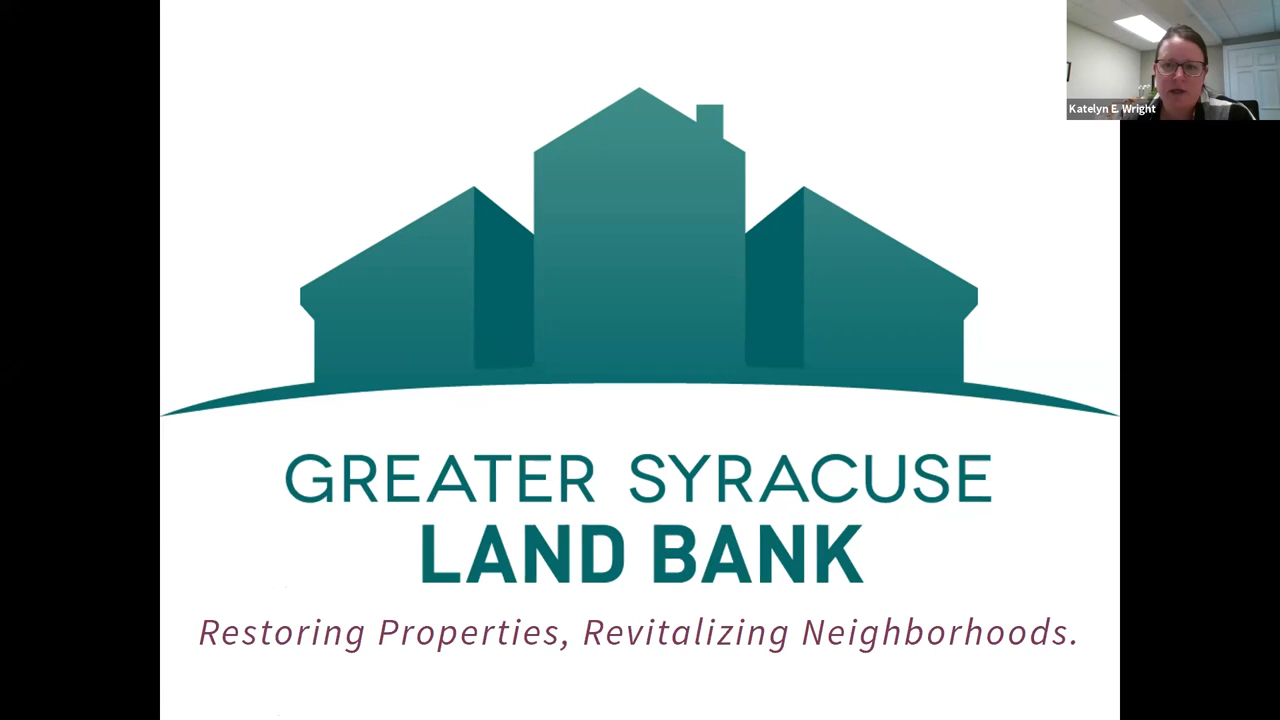 Katelyn E. Wright
GREATER SYRACUSE
LAND BANK
Restoring Properties, Revitalizing Neighborhoods.